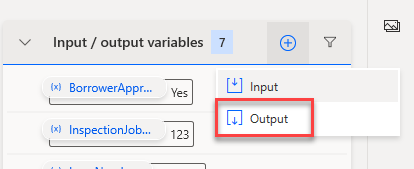 Input / output variables 7
Input
(x) BorrowerAppr... Yes
Output
(x) InspectionJob... 123